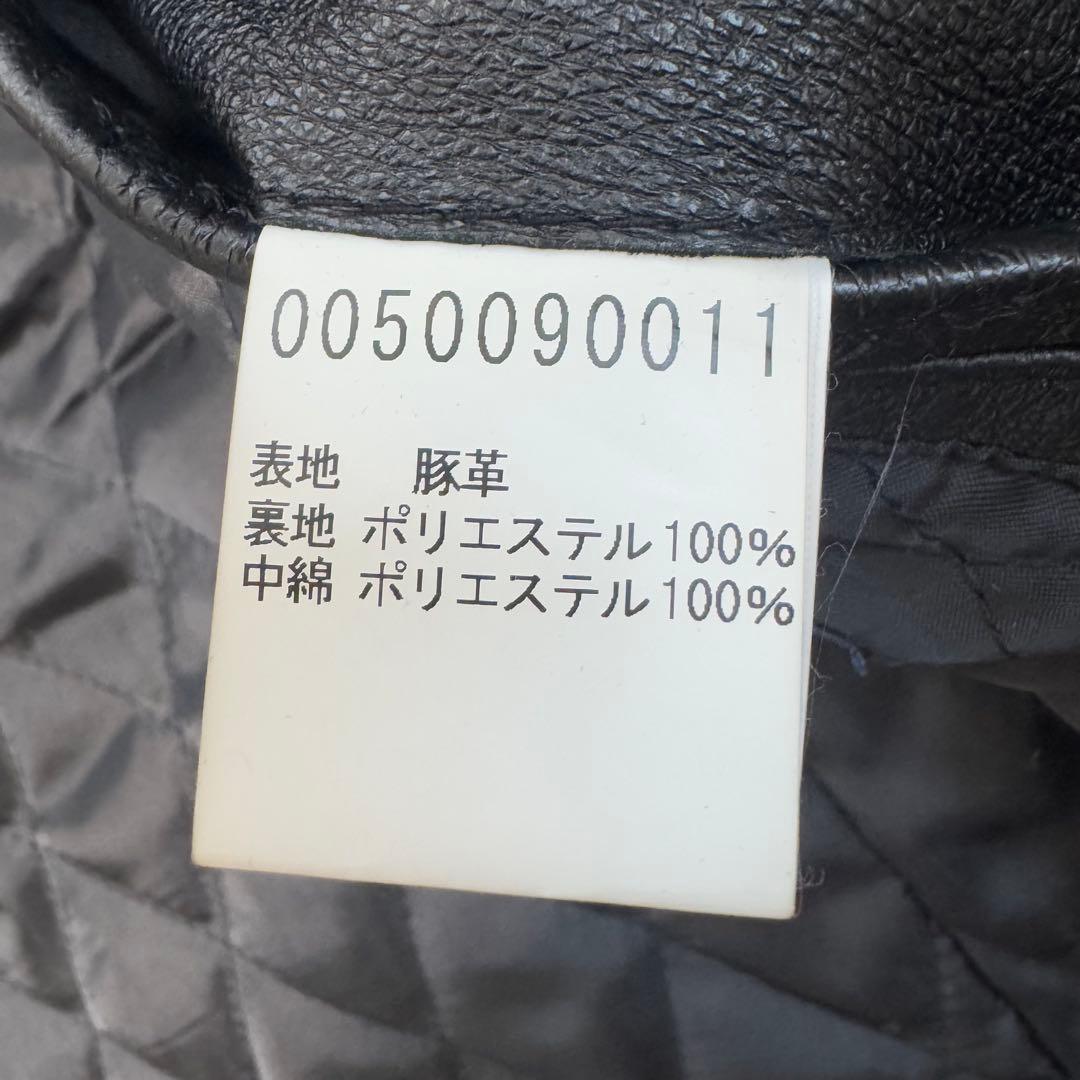 0050090011
表地 豚革
裏地 ポリエステル100%
中綿 ポリエステル100%